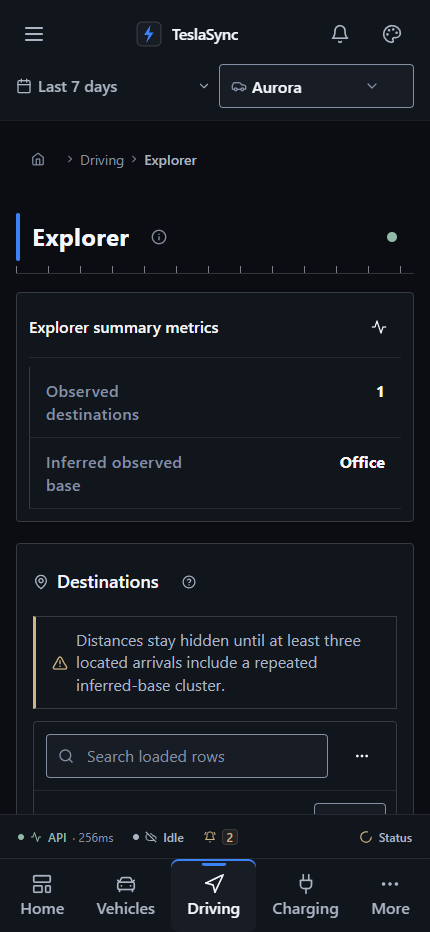 TeslaSync
Last 7 days
Aurora
Driving
Explorer
Explorer
Explorer summary metrics
Observed destinations
1
Inferred observed base
Office
Destinations
Distances stay hidden until at least three
located arrivals include a repeated
inferred-base cluster.
Search loaded rows
API · 256ms
Idle
2
Status
Home
Vehicles
Driving
Charging
More